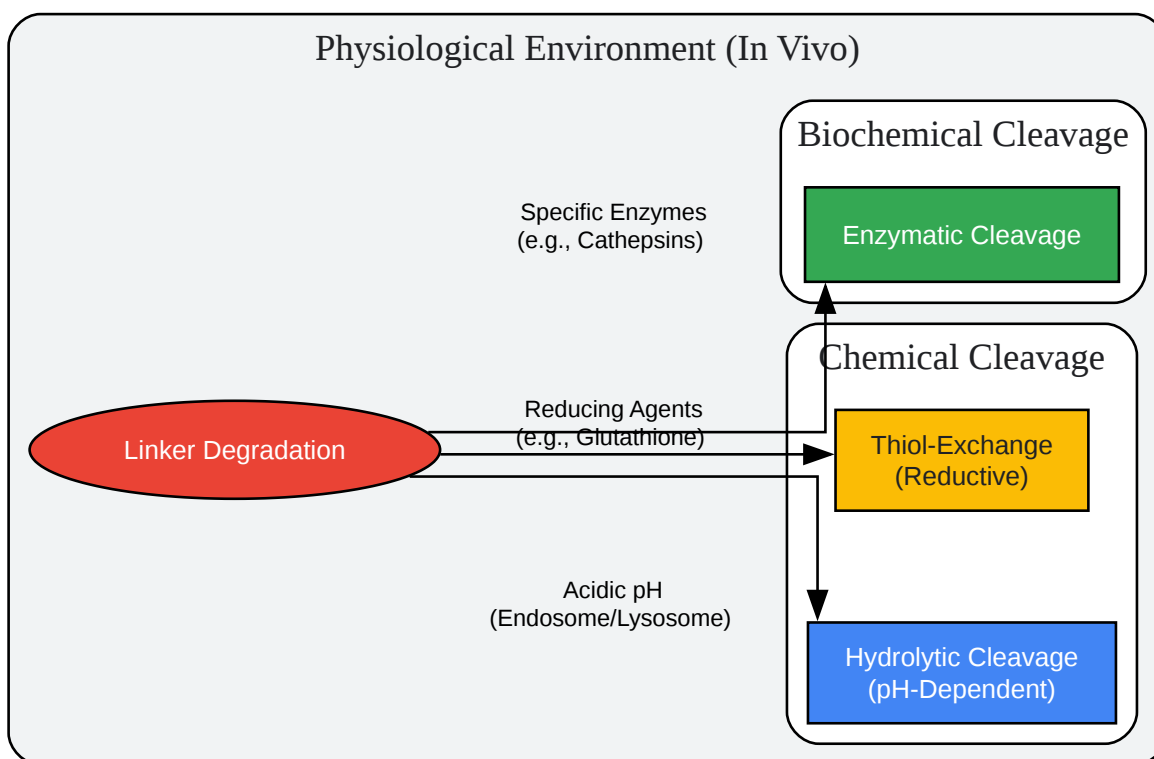 Physiological Environment (In Vivo)
Biochemical Cleavage
Specific Enzymes
(e.g., Cathepsins)
Enzymatic Cleavage
Chemical Cleavage
Reducing Agents
(e.g., Glutathione)
Linker Degradation
Thiol-Exchange
(Reductive)
Acidic pH
(Endosome/Lysosome)
Hydrolytic Cleavage
(pH-Dependent)